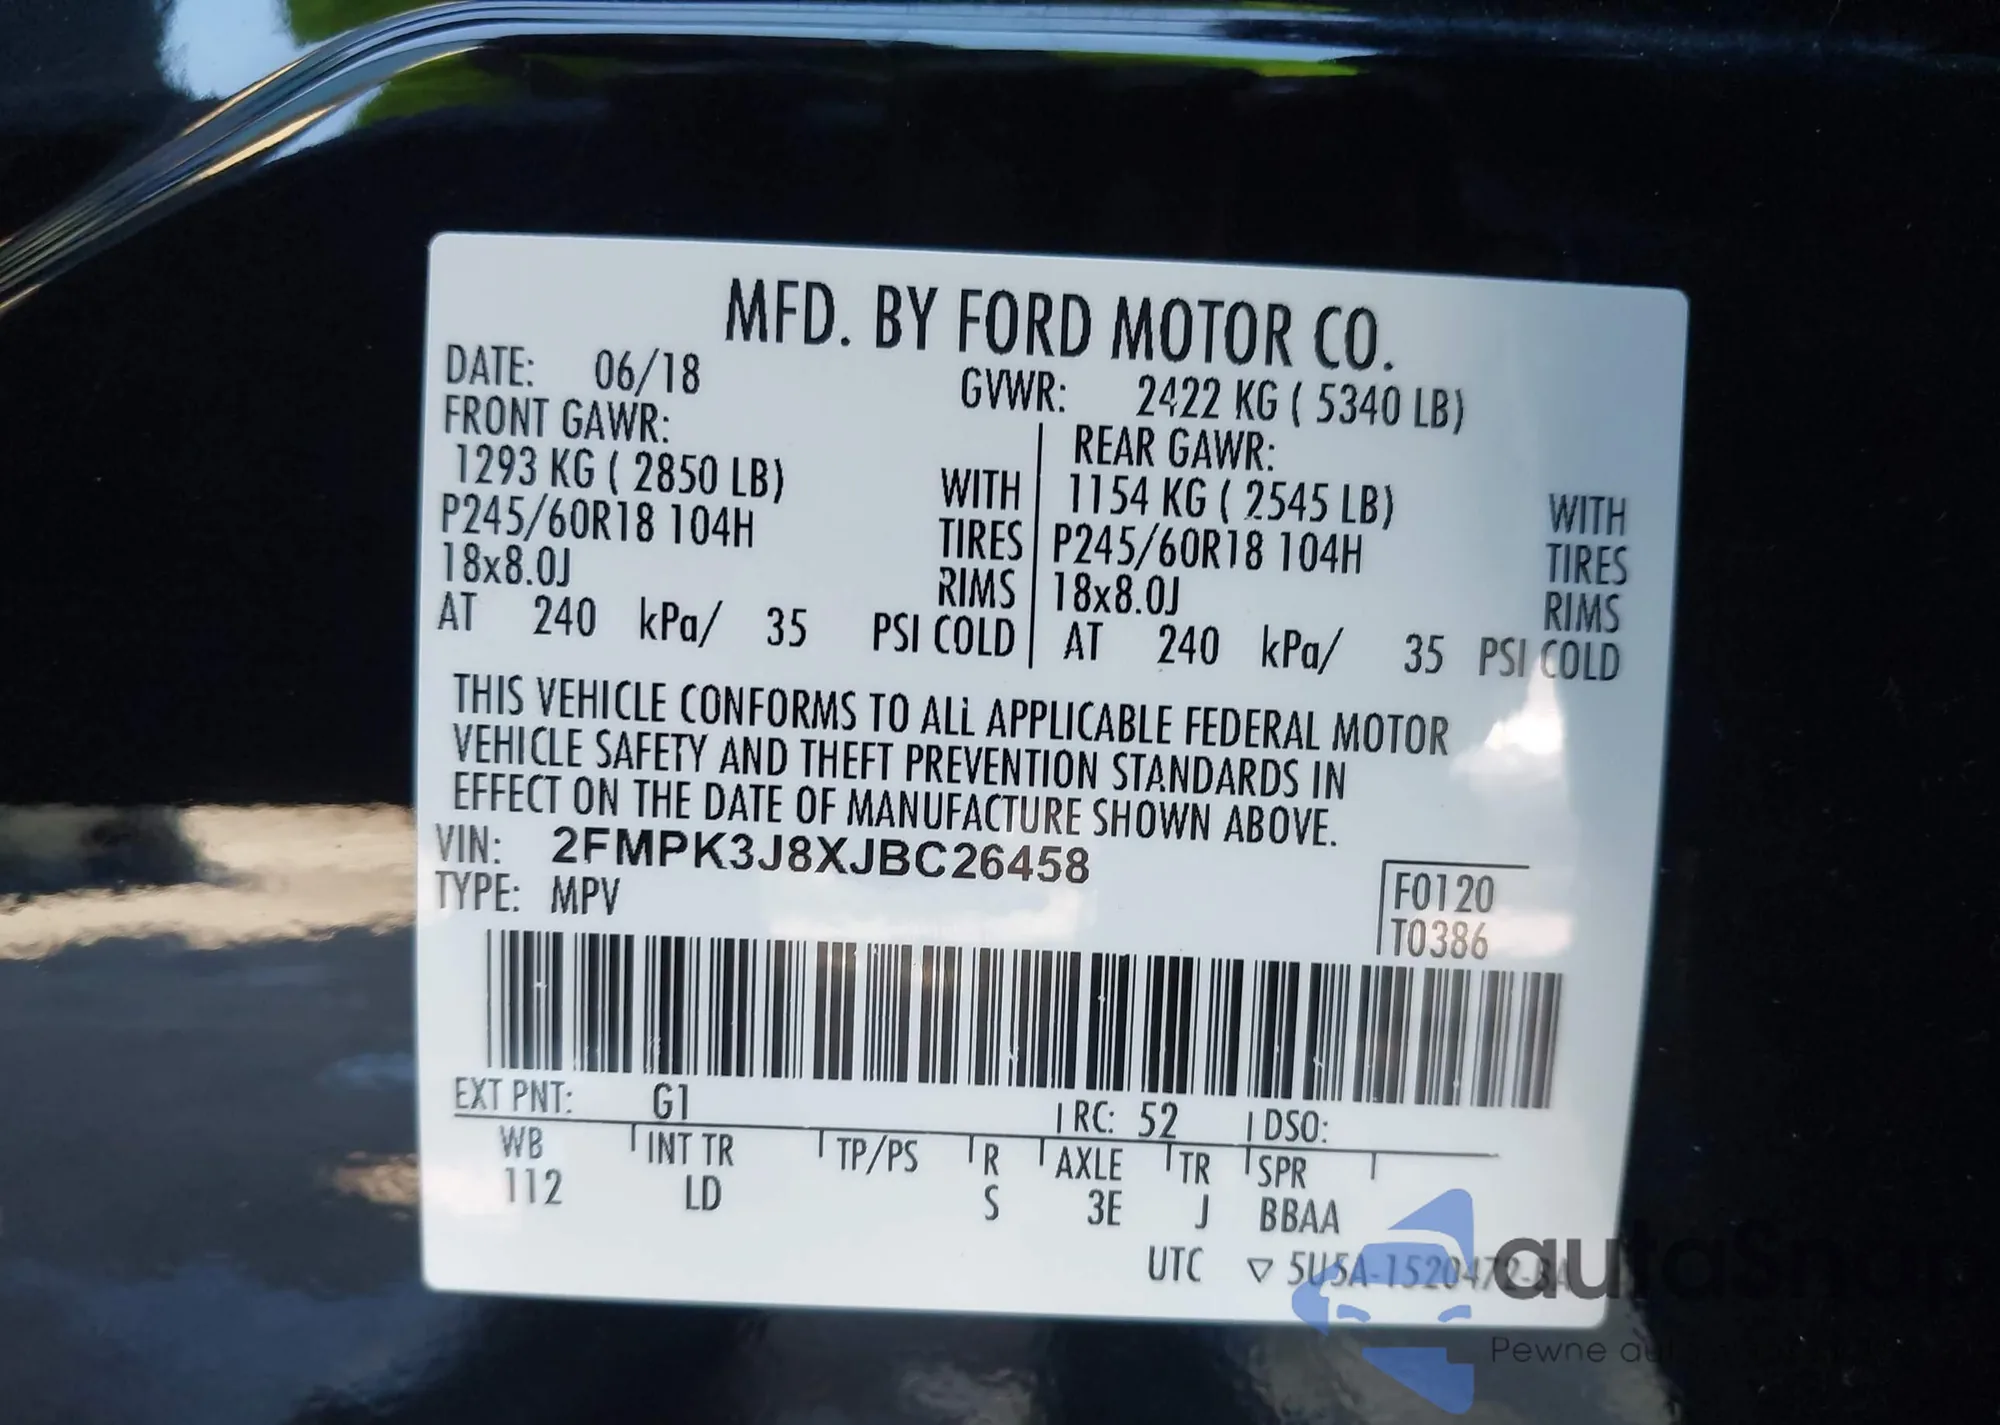 MFD. BY FORD MOTOR CO.
DATE: 06/18 GVWR: 2422 KG ( 5340 LB)
FRONT GAWR: REAR GAWR:
1293 KG ( 2850 LB) WITH 1154 KG ( 2545 LB) WITH
P245/60R18 104H TIRES P245/60R18 104H TIRES
18x8.0J RIMS 18x8.0J RIMS
AT 240 kPa/ 35 PSI COLD AT 240 kPa/ 35 PSI COLD
THIS VEHICLE CONFORMS TO ALL APPLICABLE FEDERAL MOTOR
VEHICLE SAFETY AND THEFT PREVENTION STANDARDS IN
EFFECT ON THE DATE OF MANUFACTURE SHOWN ABOVE.
VIN: 2FMPK3J8XJBC26458
TYPE: MPV
F0120
T0386
EXT PNT: G1 RC: 52 DSO:
WB INT TR TP/PS R AXLE TR SPR
112 LD S 3E J BBAA
UTC ▽ 5U5A-1520472-BA
autaSnap
Pewne